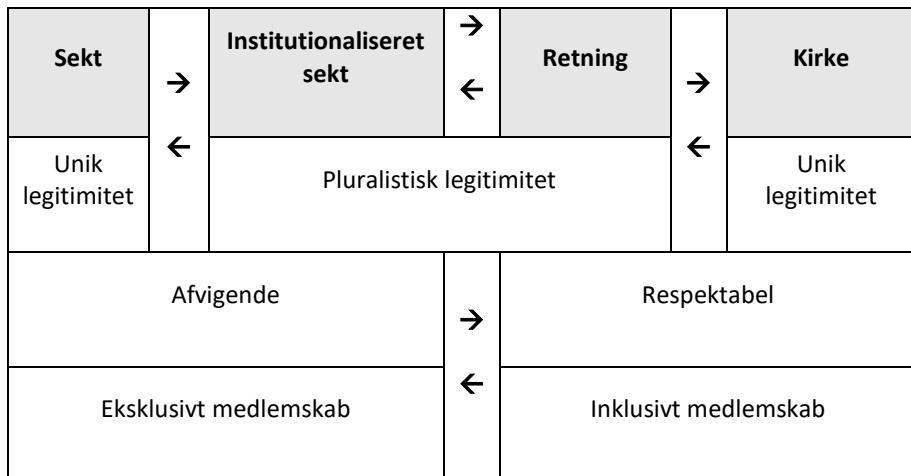 Sekt
→
←
Institutionaliseret
sekt
→
←
Retning
→
←
Kirke
Unik
legitimitet
Pluralistisk legitimitet
Unik
legitimitet
Afvigende
→
←
Respektabel
Eksklusivt medlemskab
Inklusivt medlemskab